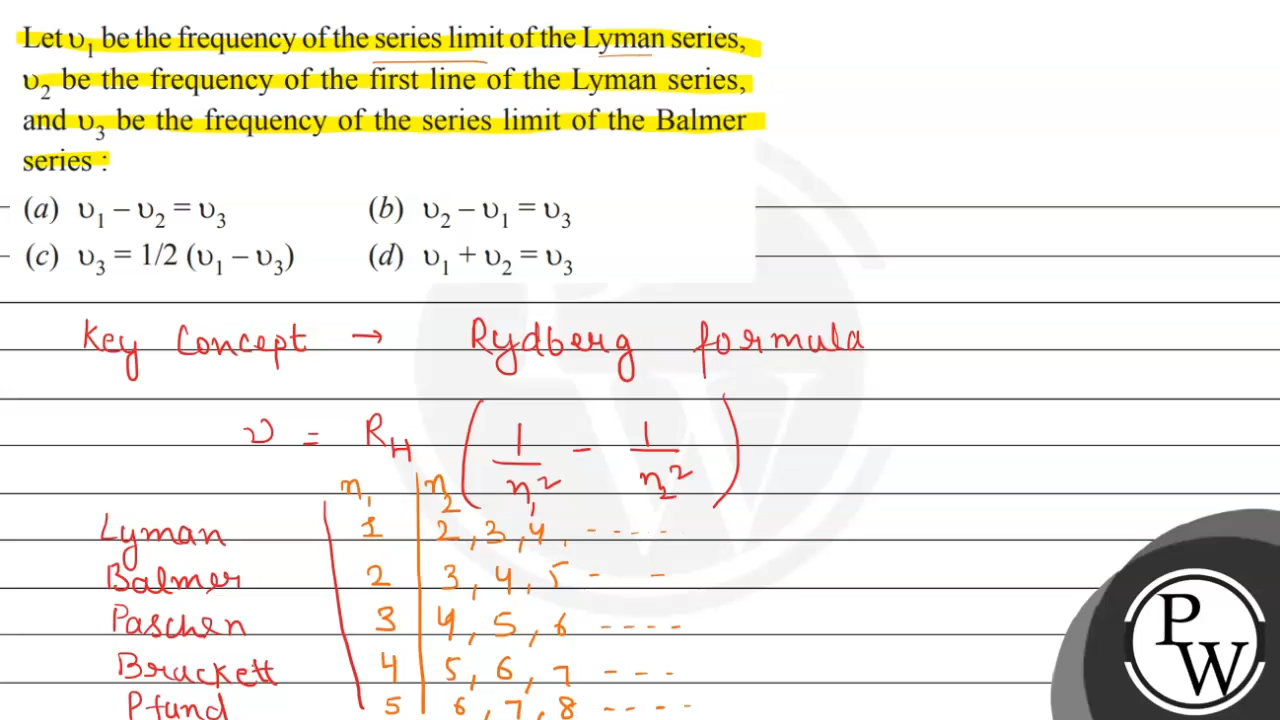 Let υ₁ be the frequency of the series limit of the Lyman series,
υ₂ be the frequency of the first line of the Lyman series,
and υ₃ be the frequency of the series limit of the Balmer
series :
(a) υ₁ – υ₂ = υ₃ (b) υ₂ – υ₁ = υ₃
(c) υ₃ = 1/2 (υ₁ – υ₃) (d) υ₁ + υ₂ = υ₃
Key Concept → Rydberg formula
υ = R_H (1/n₁² - 1/n₂²)
n₁ n₂
Lyman 1 2, 3, 4, - - - - -
Balmer 2 3, 4, 5 - -
Paschen 3 4, 5, 6 - - - -
Brackett 4 5, 6, 7 - - -
Pfund 5 6, 7, 8 - - - -
P
W